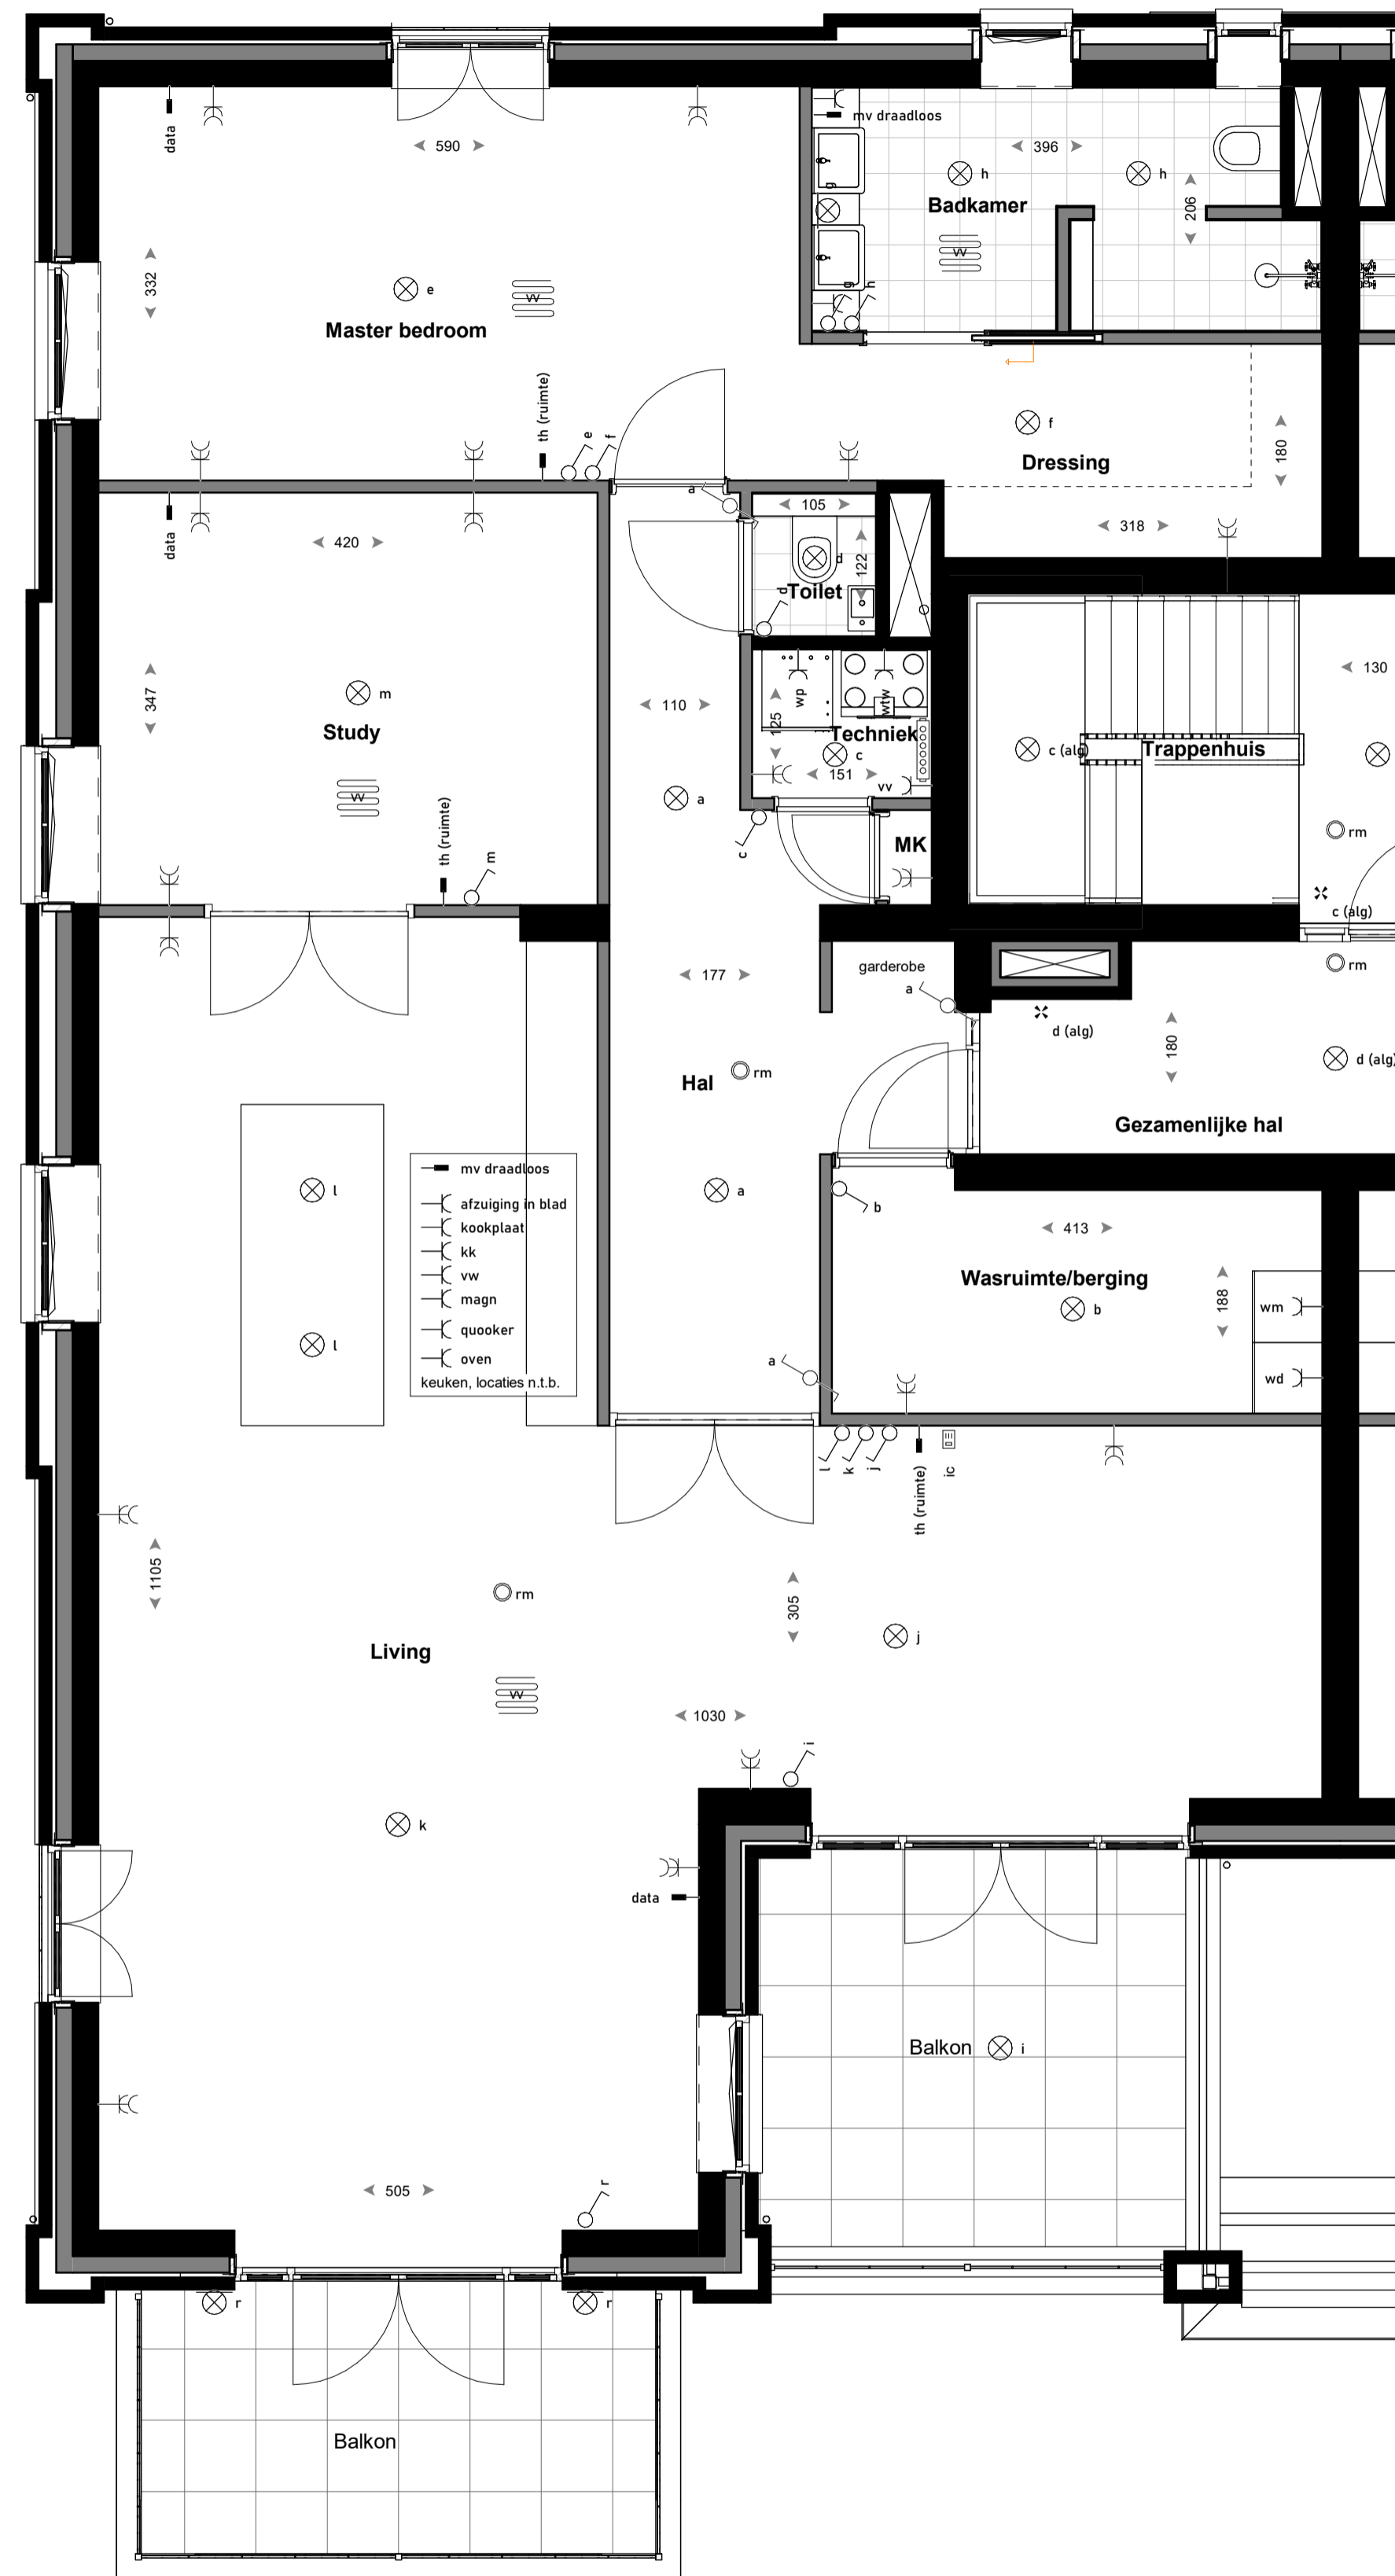 data
590
mv draadloos
396
h
h
g
206
Badkamer
332
e
vv
vv
g
h
Master bedroom
th (ruimte)
e
f
f
Dressing
180
a
105
318
data
420
d
122
Toilet
d
347
m
110
wp
wtw
130
Study
125
Techniek
c
c (alg)
Trappenhuis
151
vv
vv
a
th (ruimte)
m
c
MK
rm
c (alg)
garderobe
177
a
rm
d (alg)
180
rm
d (alg)
Hal
Gezamenlijke hal
mv draadloos
l
a
afzuiging in blad
b
kookplaat
413
kk
vw
Wasruimte/berging
magn
b
188
wm
quooker
l
oven
a
wd
keuken, locaties n.t.b.
l
k
j
th (ruimte)
ic
1105
rm
305
j
Living
vv
1030
i
k
data
Balkon
i
505
r
r
r
Balkon